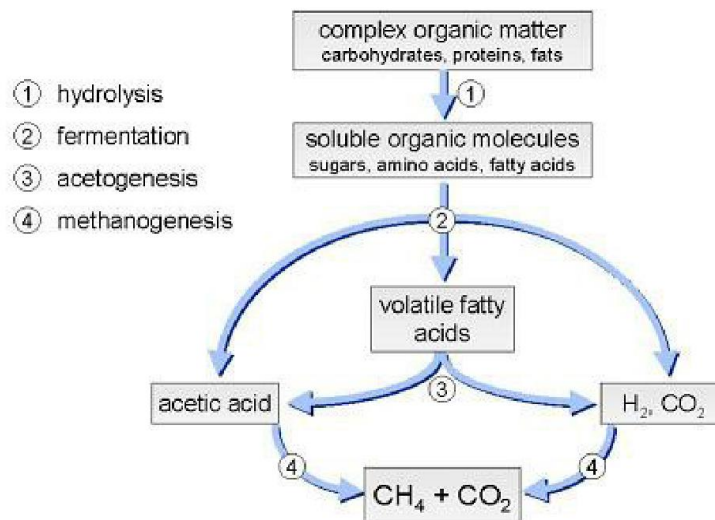 complex organic matter
carbohydrates, proteins, fats
① hydrolysis
① 
② fermentation
soluble organic molecules
sugars, amino acids, fatty acids
③ acetogenesis
④ methanogenesis
②
volatile fatty
acids
acetic acid
③
H₂, CO₂
④
④
CH₄ + CO₂